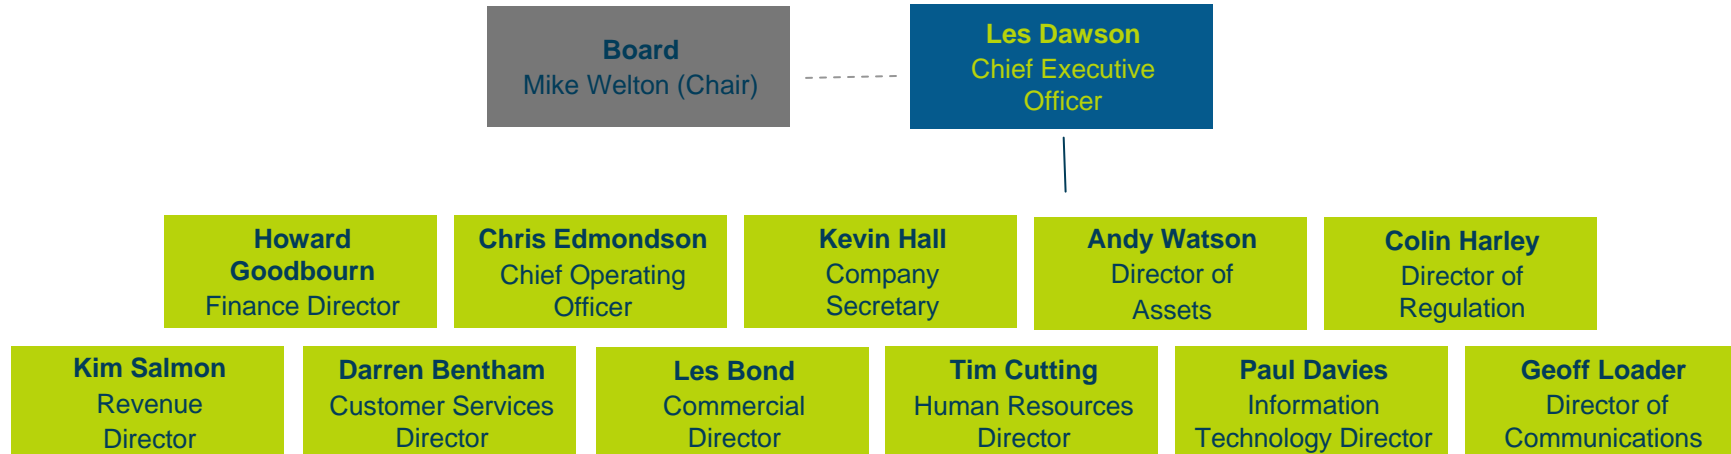 Board
Mike Welton (Chair)
Les Dawson
Chief Executive
Officer
Howard
Goodbourn
Finance Director
Chris Edmondson
Chief Operating
Officer
Kevin Hall
Company
Secretary
Andy Watson
Director of
Assets
Colin Harley
Director of
Regulation
Kim Salmon
Revenue
Director
Darren Bentham
Customer Services
Director
Les Bond
Commercial
Director
Tim Cutting
Human Resources
Director
Paul Davies
Information
Technology Director
Geoff Loader
Director of
Communications